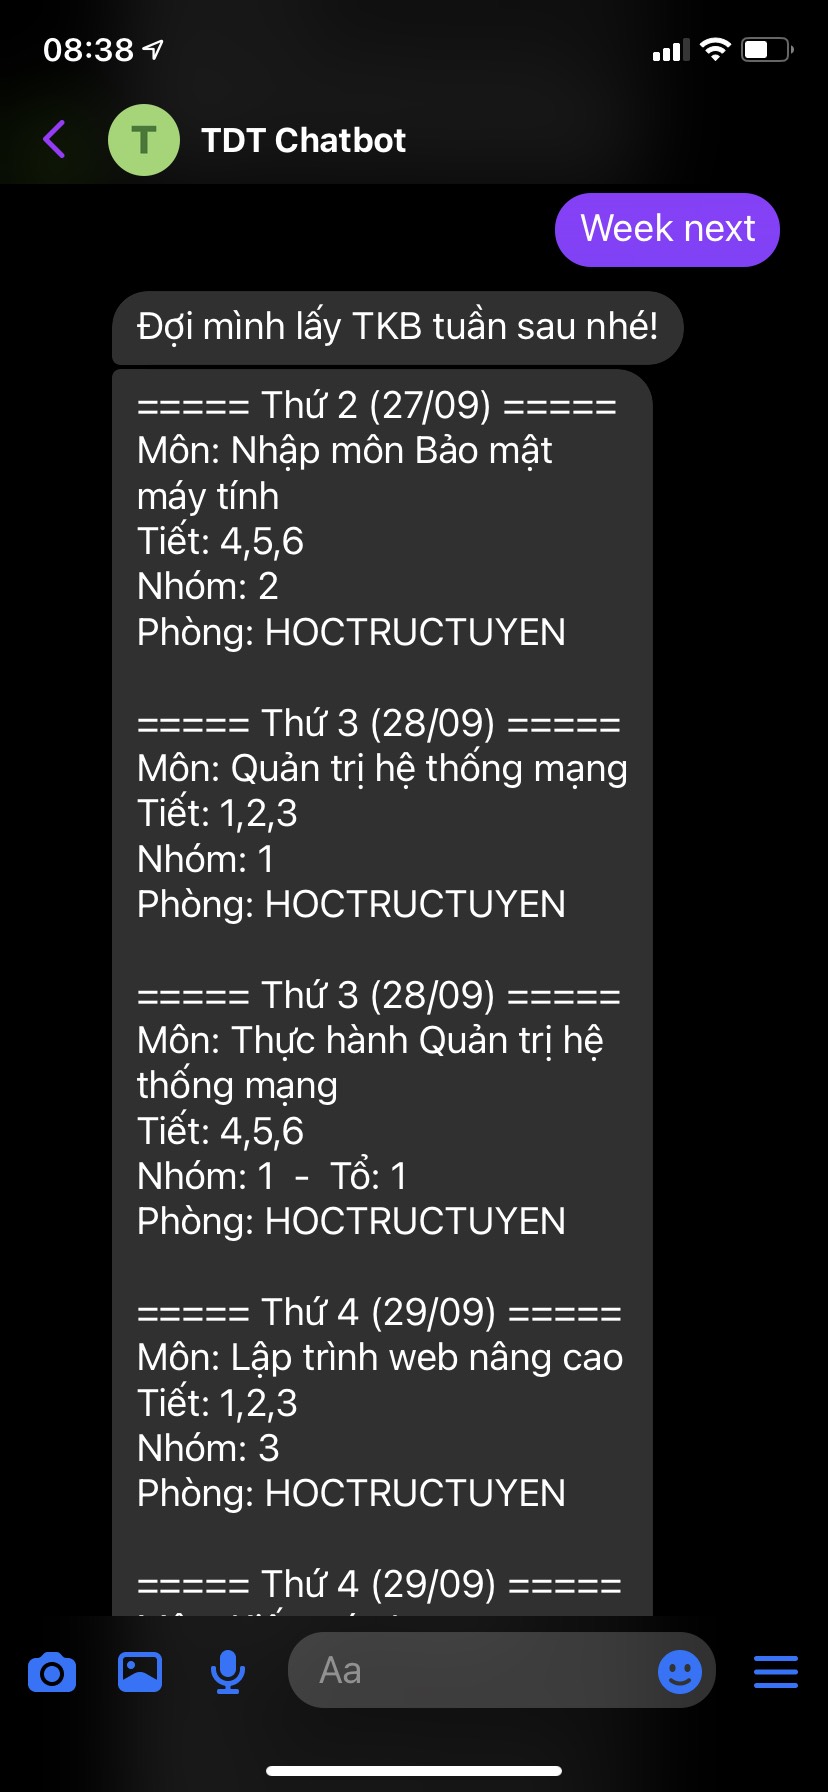 08:38
T
TDT Chatbot
Week next
Đợi mình lấy TKB tuần sau nhé!
===== Thứ 2 (27/09) =====
Môn: Nhập môn Bảo mật
máy tính
Tiết: 4,5,6
Nhóm: 2
Phòng: HOCTRUCTUYEN
===== Thứ 3 (28/09) =====
Môn: Quản trị hệ thống mạng
Tiết: 1,2,3
Nhóm: 1
Phòng: HOCTRUCTUYEN
===== Thứ 3 (28/09) =====
Môn: Thực hành Quản trị hệ
thống mạng
Tiết: 4,5,6
Nhóm: 1 - Tổ: 1
Phòng: HOCTRUCTUYEN
===== Thứ 4 (29/09) =====
Môn: Lập trình web nâng cao
Tiết: 1,2,3
Nhóm: 3
Phòng: HOCTRUCTUYEN
===== Thứ 4 (29/09) =====
Aa